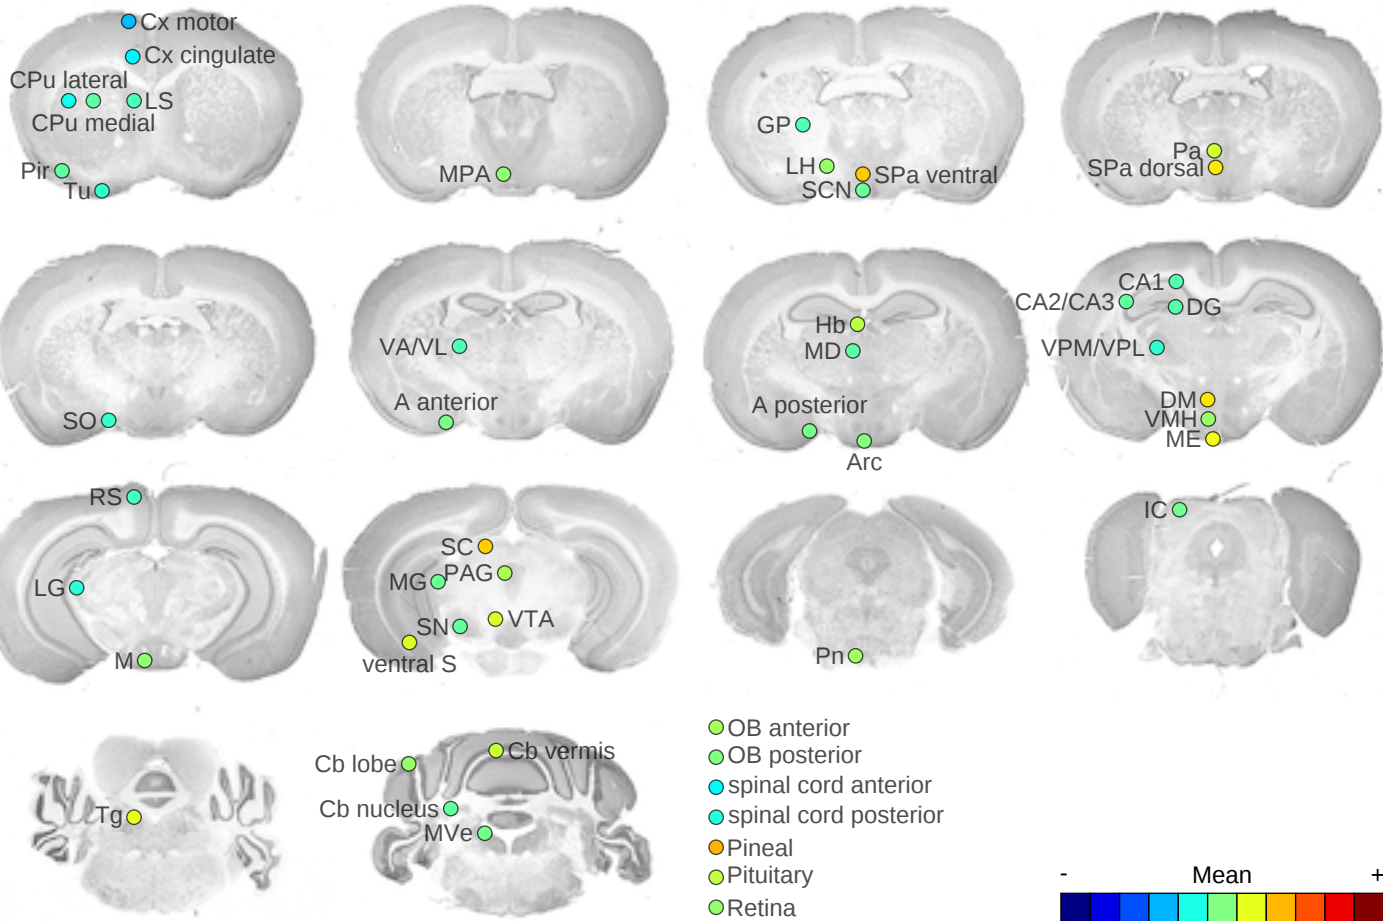 Cx motor
Cx cingulate
CPu lateral
LS
CPu medial
Pir
Tu
MPA
GP
LH
SPa ventral
SCN
Pa
SPa dorsal
SO
VA/VL
A anterior
Hb
MD
A posterior
Arc
CA1
CA2/CA3
DG
VPM/VPL
DM
VMH
ME
RS
LG
M
SC
MG
PAG
SN
VTA
ventral S
Pn
IC
Tg
Cb lobe
Cb vermis
Cb nucleus
MVe
OB anterior
OB posterior
spinal cord anterior
spinal cord posterior
Pineal
Pituitary
Retina
- Mean +